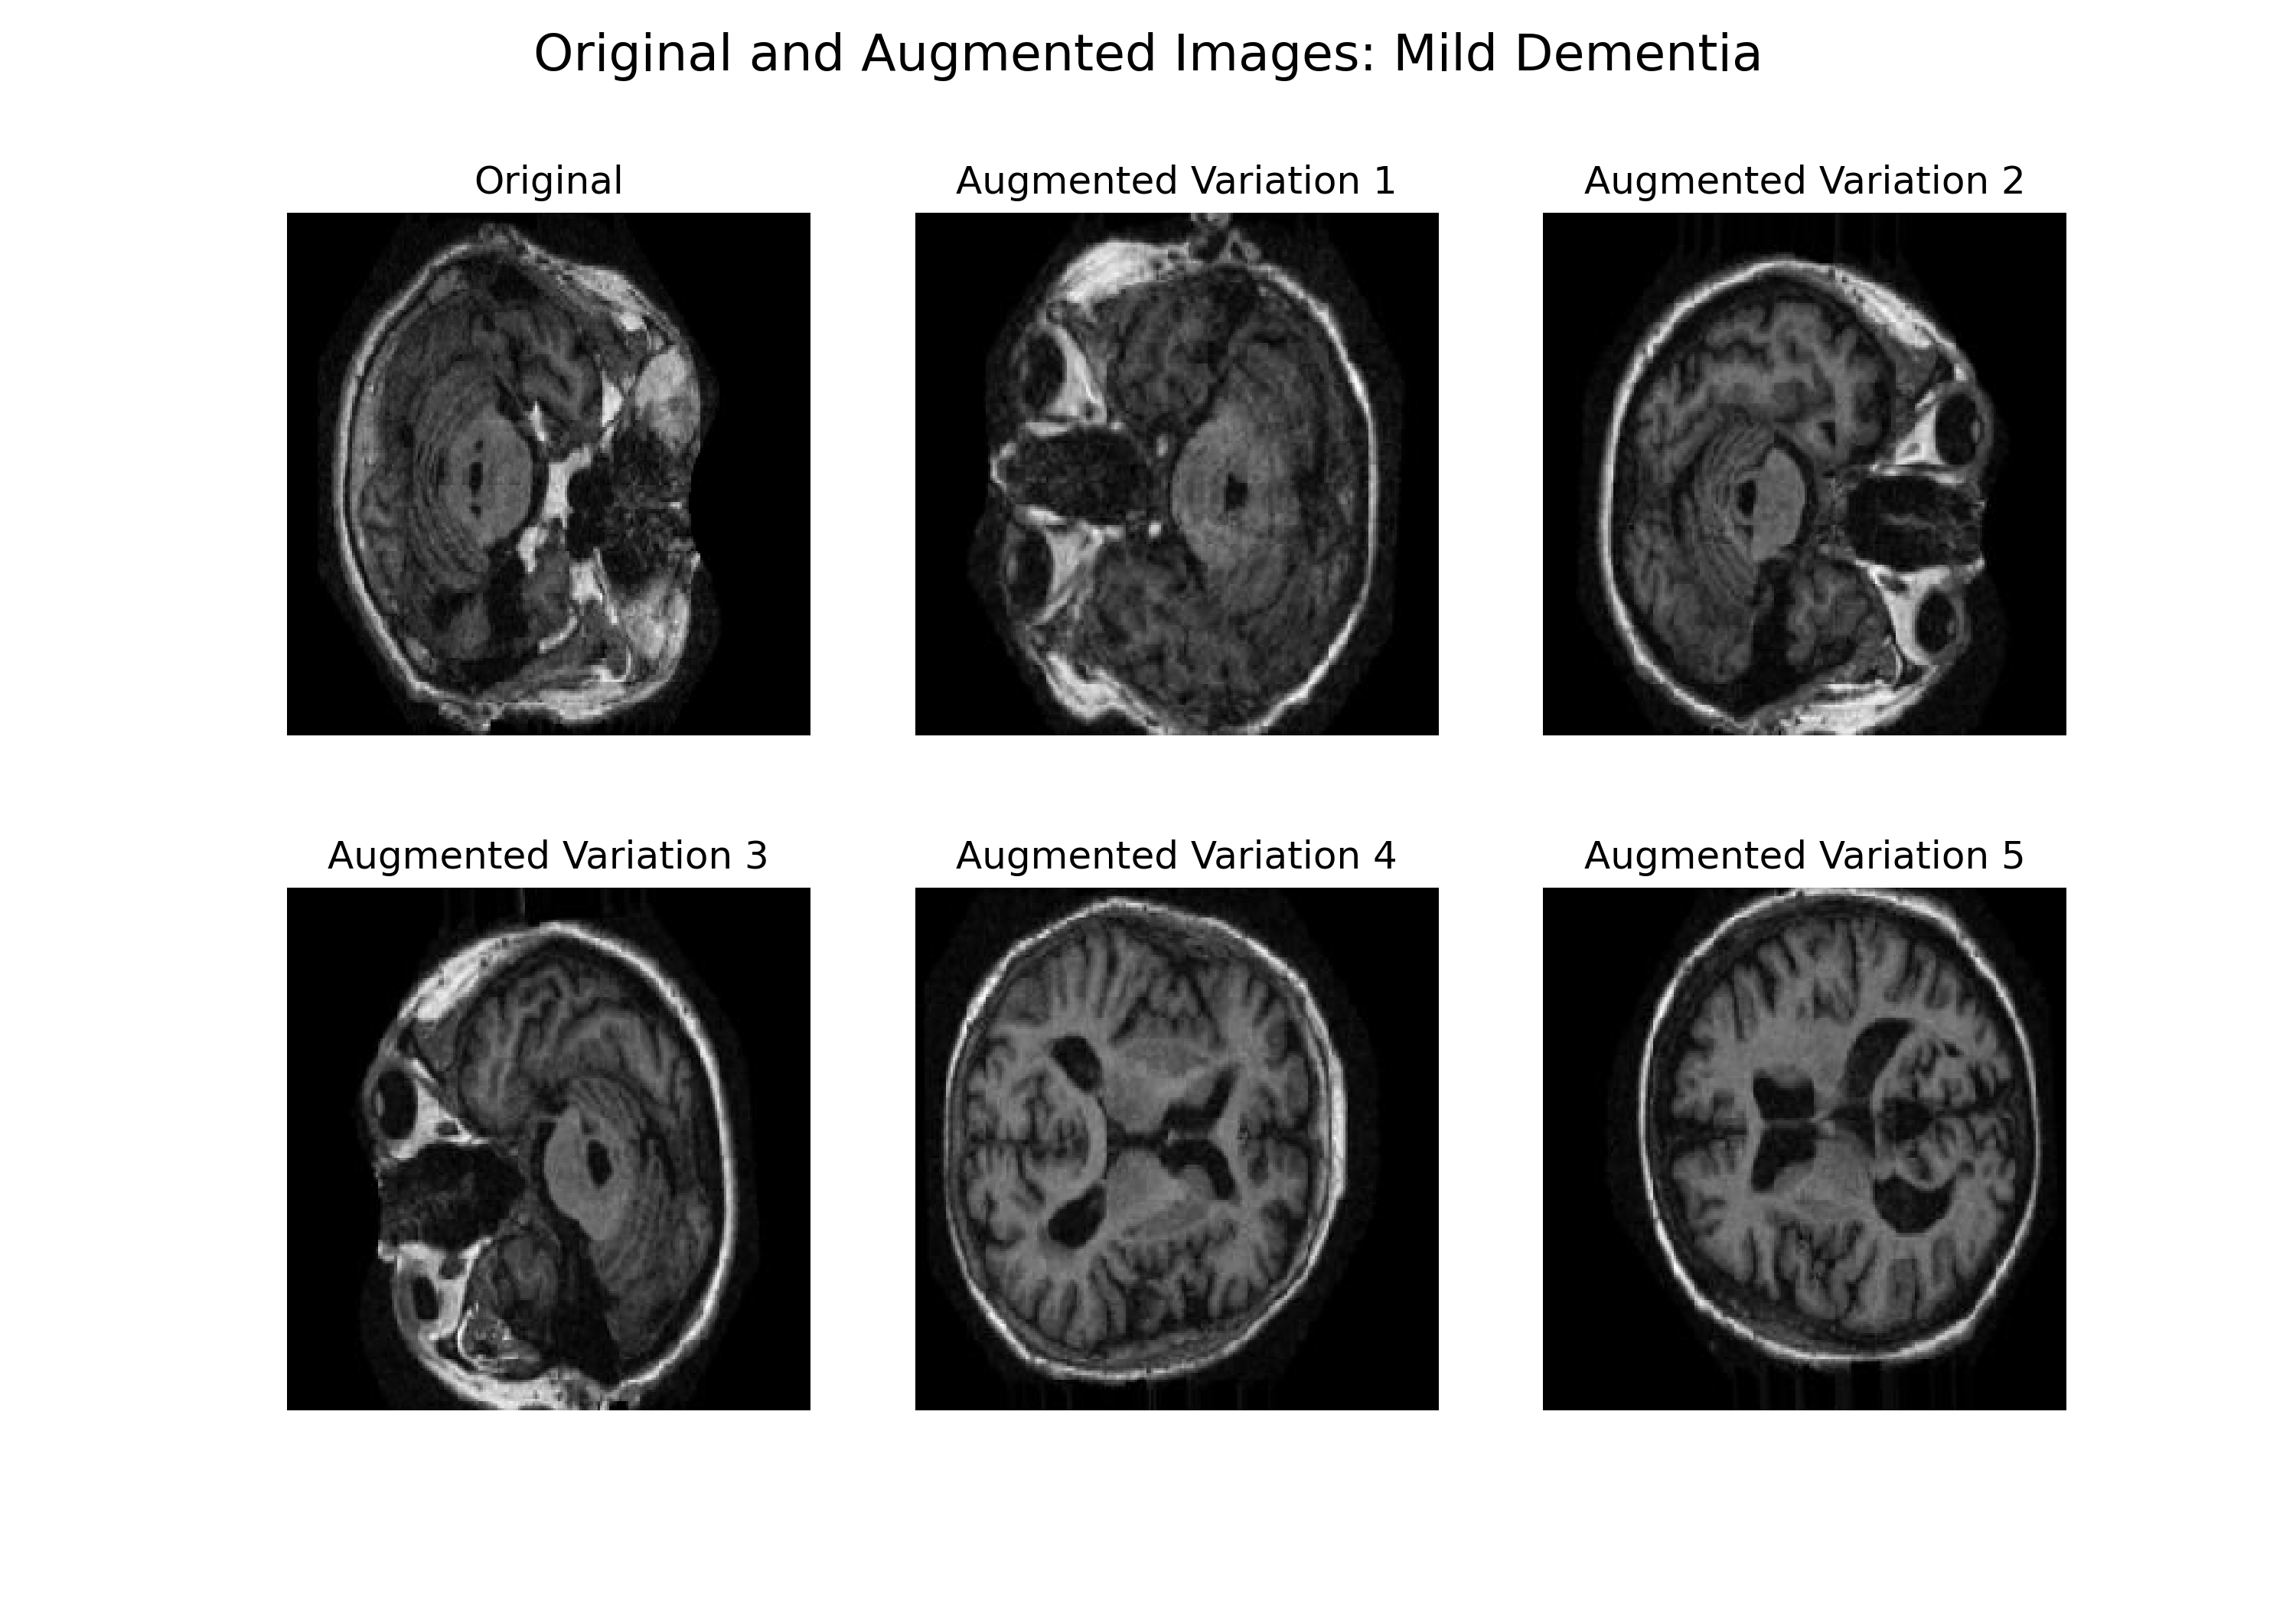 Original and Augmented Images: Mild Dementia
Original
Augmented Variation 1
Augmented Variation 2
Augmented Variation 3
Augmented Variation 4
Augmented Variation 5